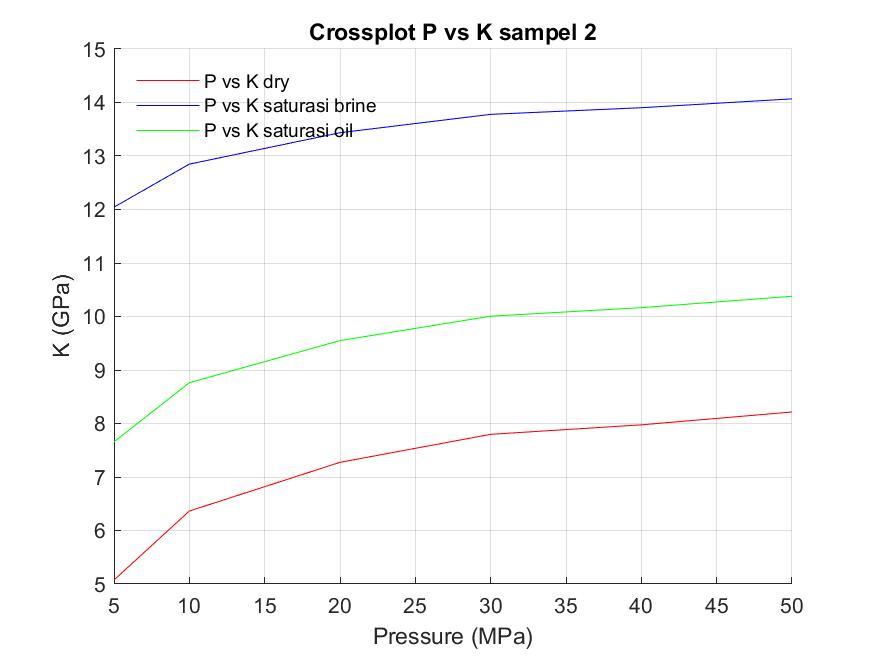 Crossplot P vs K sampel 2
15
14
13
12
11
10
9
8
7
6
5
K (GPa)
P vs K dry
P vs K saturasi brine
P vs K saturasi oil
5 10 15 20 25 30 35 40 45 50
Pressure (MPa)